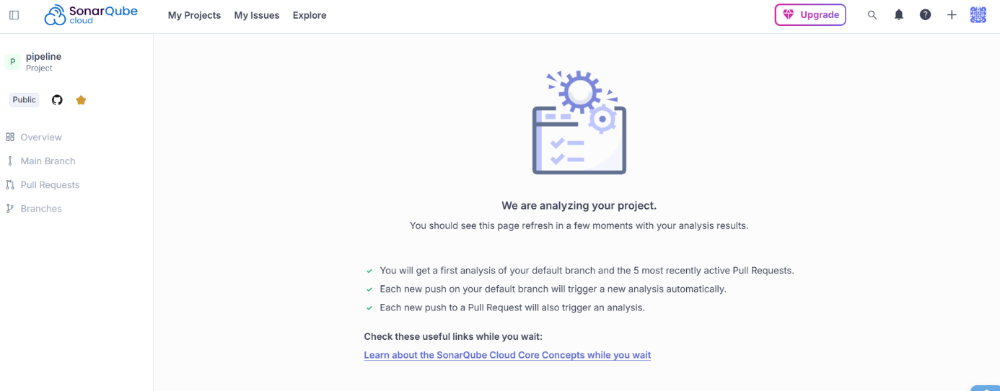 SonarQube
cloud
My Projects
My Issues
Explore
Upgrade
P
pipeline
Project
Public
Overview
Main Branch
Pull Requests
Branches
We are analyzing your project.
You should see this page refresh in a few moments with your analysis results.
You will get a first analysis of your default branch and the 5 most recently active Pull Requests.
Each new push on your default branch will trigger a new analysis automatically.
Each new push to a Pull Request will also trigger an analysis.
Check these useful links while you wait:
Learn about the SonarQube Cloud Core Concepts while you wait